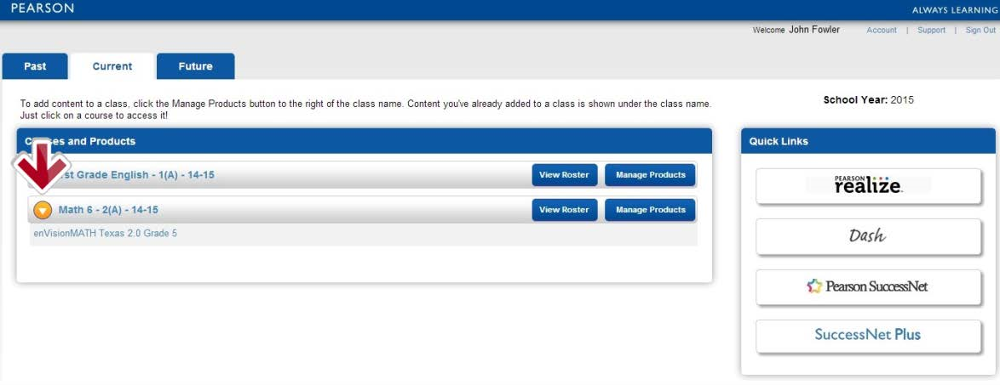 PEARSON
ALWAYS LEARNING
Welcome John Fowler Account | Support | Sign Out
Past Current Future
To add content to a class, click the Manage Products button to the right of the class name. Content you've already added to a class is shown under the class name.
Just click on a course to access it!
School Year: 2015
and Products
Quick Links
Grade English - 1(A) - 14-15 View Roster Manage Products
PEARSON
realize
Math 6 - 2(A) - 14-15 View Roster Manage Products
enVisionMATH Texas 2.0 Grade 5
Dash
Pearson SuccessNet
SuccessNet Plus